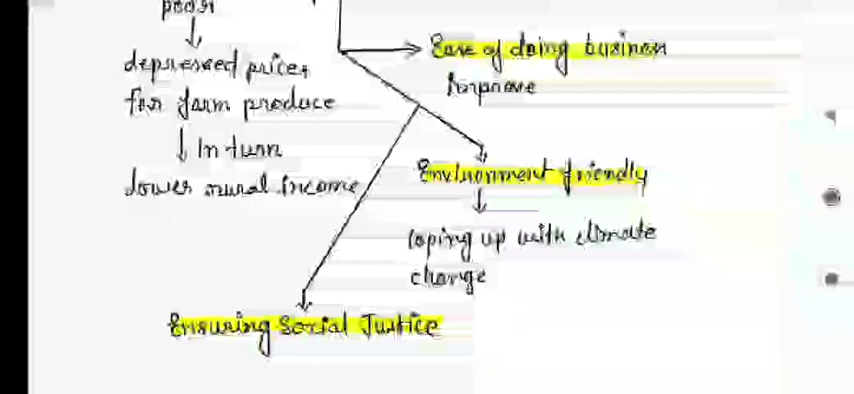 poor
depressed prices
for farm produce
In turn
lower rural income
Ease of doing business
Improve
Environment friendly
Coping up with climate
change
Ensuring Social Justice